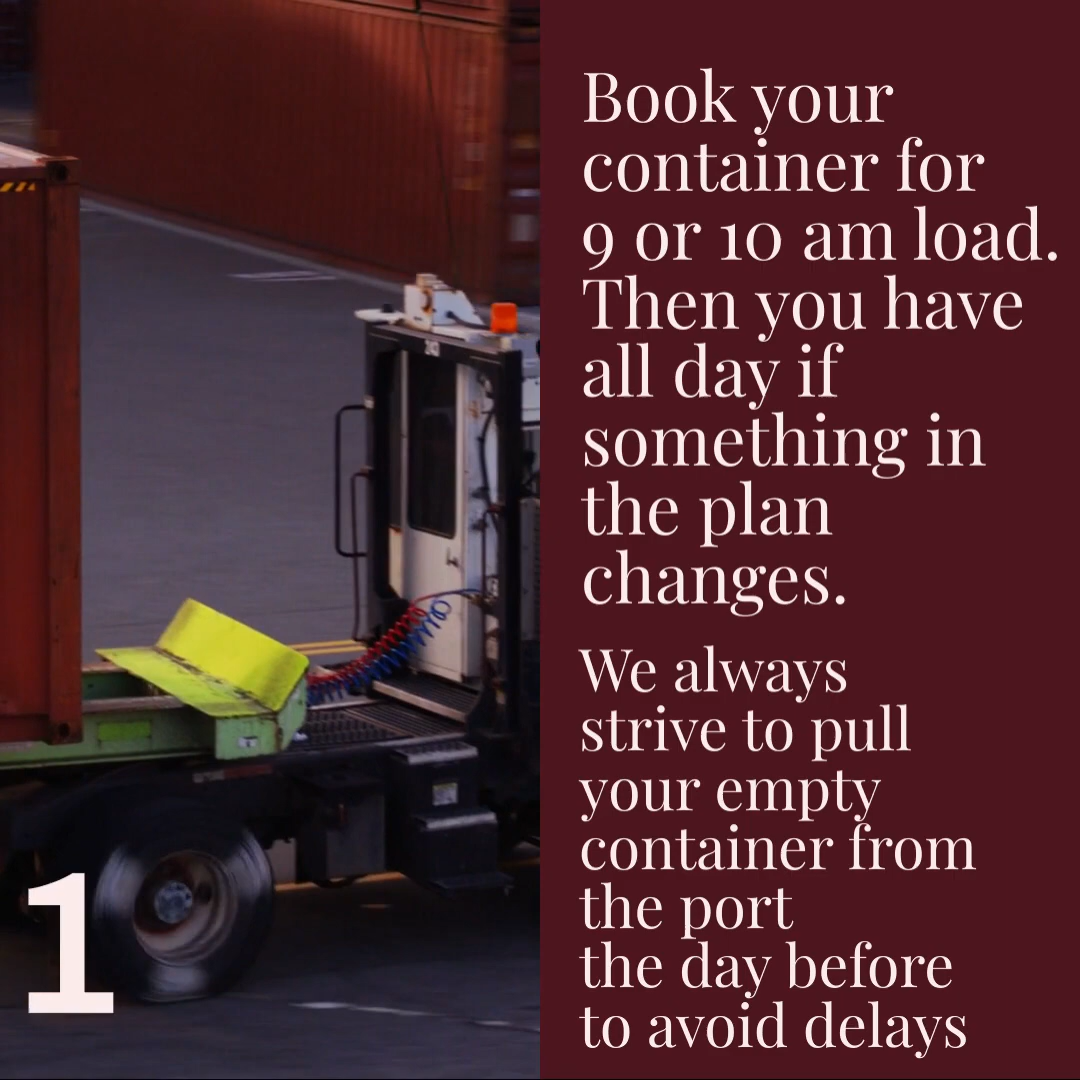 Book your
container for
9 or 10 am load.
Then you have
all day if
something in
the plan
changes.
We always
strive to pull
your empty
container from
the port
the day before
to avoid delays
1